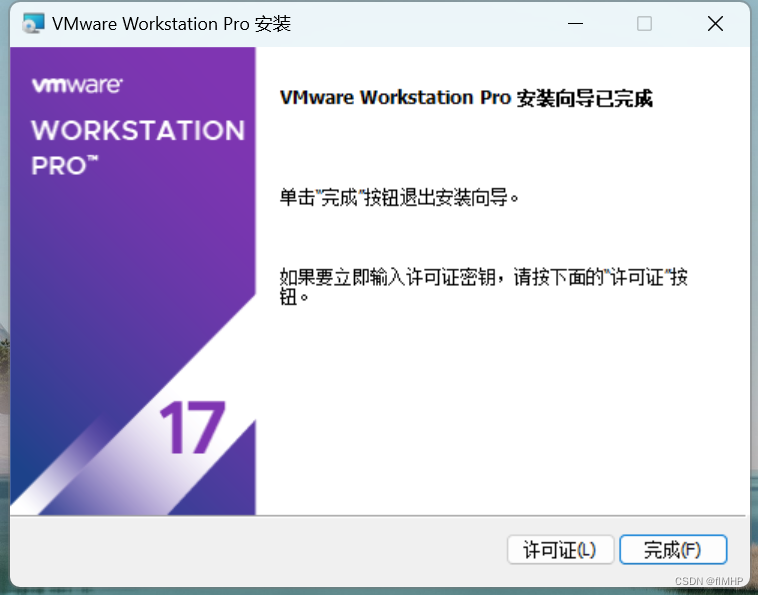 VMware Workstation Pro 安装
vmware
WORKSTATION
PRO™
VMware Workstation Pro 安装向导已完成
单击"完成"按钮退出安装向导。
如果要立即输入许可证密钥，请按下面的"许可证"按
钮。
17
许可证(L)
完成(F)
CSDN @flMHP